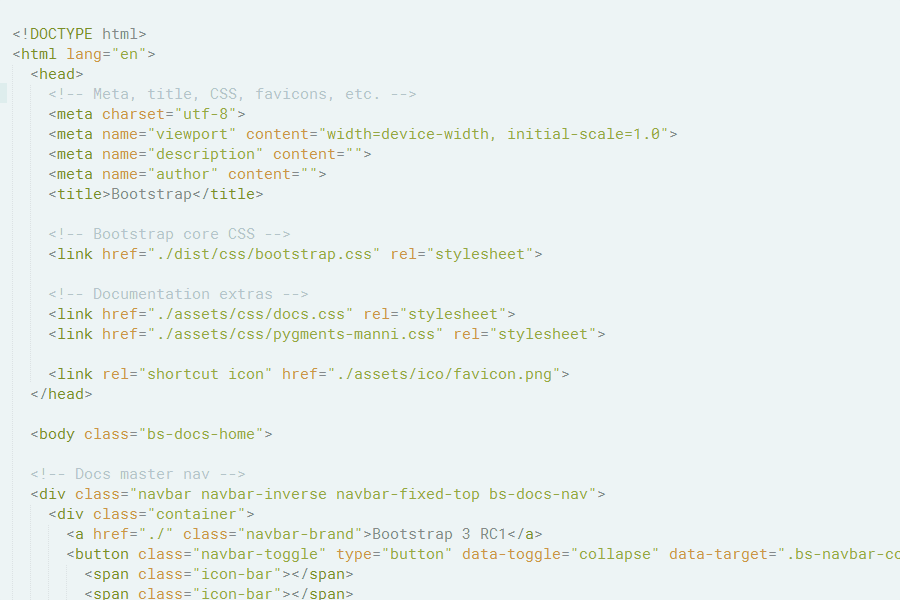 <!DOCTYPE html>
<html lang="en">
<head>
<!-- Meta, title, CSS, favicons, etc. -->
<meta charset="utf-8">
<meta name="viewport" content="width=device-width, initial-scale=1.0">
<meta name="description" content="">
<meta name="author" content="">
<title>Bootstrap</title>
<!-- Bootstrap core CSS -->
<link href="./dist/css/bootstrap.css" rel="stylesheet">
<!-- Documentation extras -->
<link href="./assets/css/docs.css" rel="stylesheet">
<link href="./assets/css/pygments-manni.css" rel="stylesheet">
<link rel="shortcut icon" href="./assets/ico/favicon.png">
</head>
<body class="bs-docs-home">
<!-- Docs master nav -->
<div class="navbar navbar-inverse navbar-fixed-top bs-docs-nav">
<div class="container">
<a href="./" class="navbar-brand">Bootstrap 3 RC1</a>
<button class="navbar-toggle" type="button" data-toggle="collapse" data-target=".bs-navbar-co
<span class="icon-bar"></span>
<span class="icon-bar"></span>